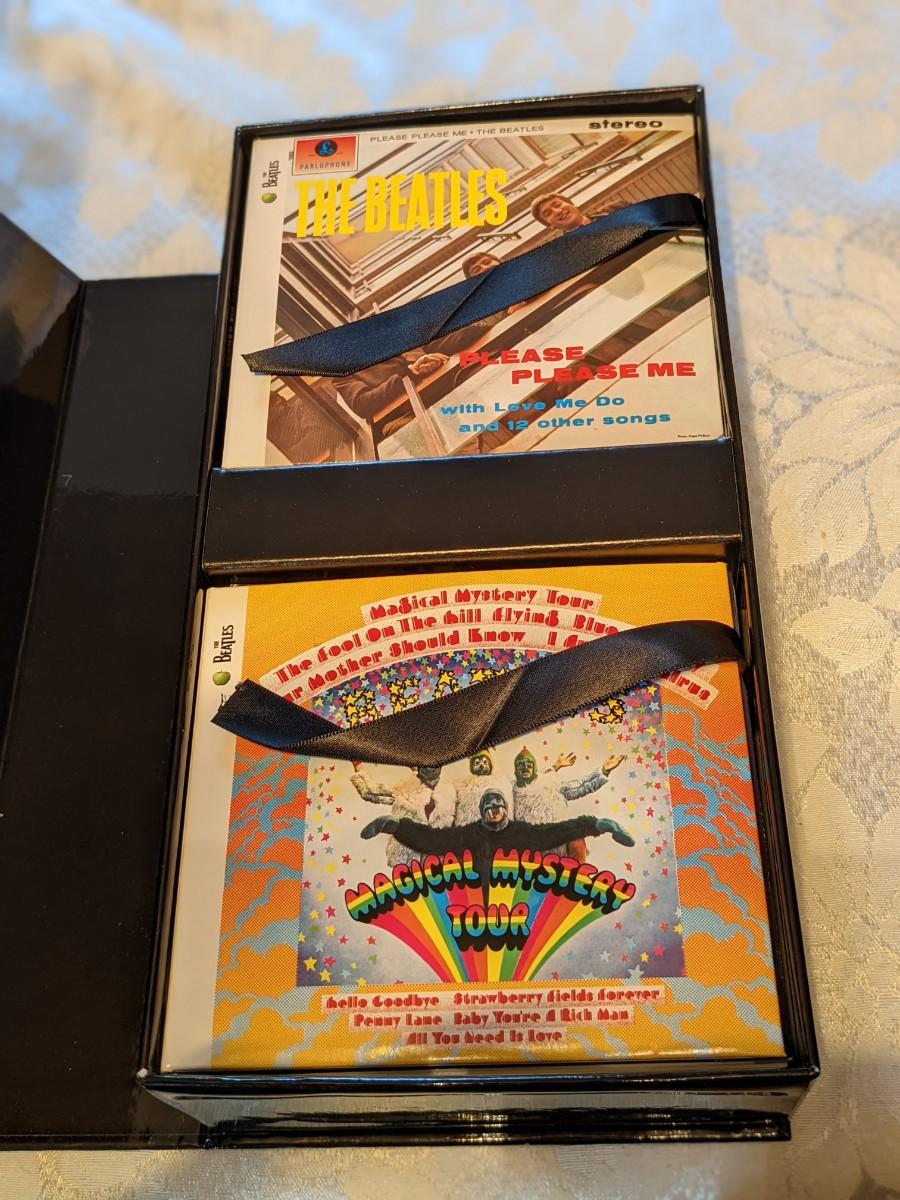 PLEASE PLEASE ME • THE BEATLES
stereo
PARLOPHONE
THE BEATLES
THE BEATLES
PLEASE
PLEASE ME
with Love Me Do
and 12 other songs
THE BEATLES
Magical Mystery Tour
The Fool On The Hill Flying Blue
Mother Should Know I
MAGICAL MYSTERY
TOUR
Hello Goodbye Strawberry Fields Forever
Penny Lane Baby You're A Rich Man
All You Need Is Love